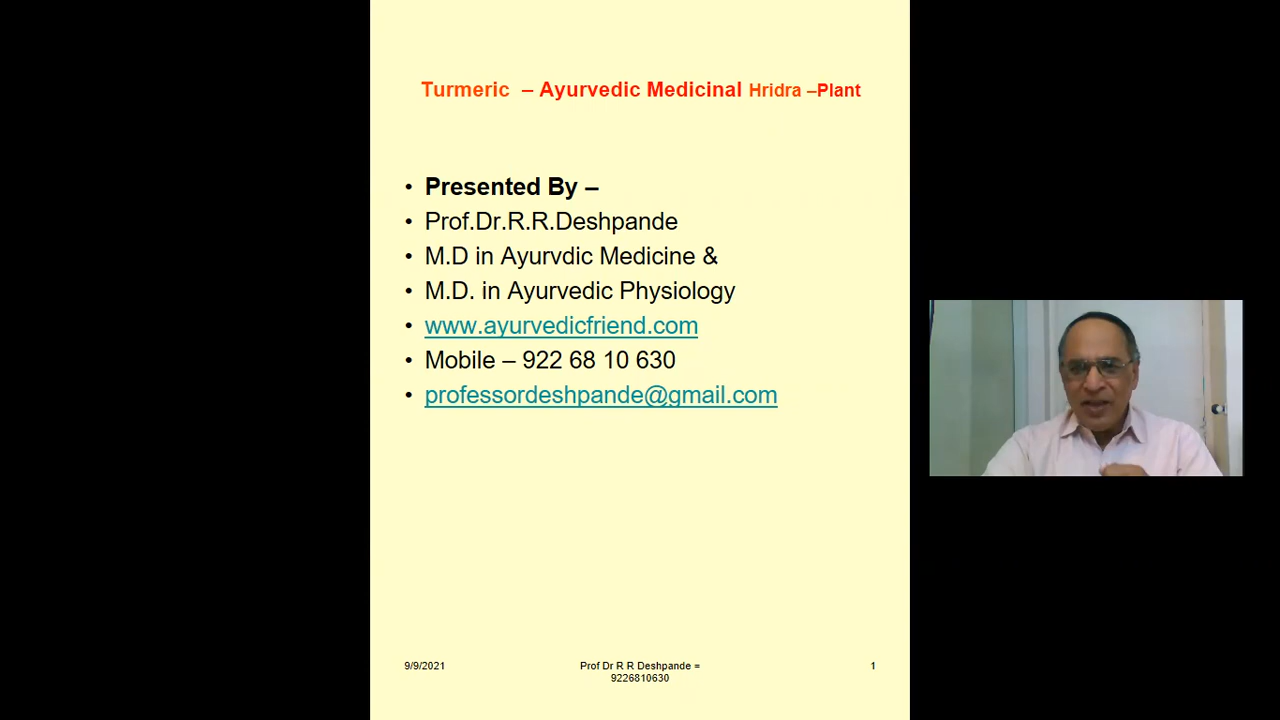 Turmeric – Ayurvedic Medicinal Hridra –Plant
• Presented By –
• Prof.Dr.R.R.Deshpande
• M.D in Ayurvdic Medicine &
• M.D. in Ayurvedic Physiology
• www.ayurvedicfriend.com
• Mobile – 922 68 10 630
• professordeshpande@gmail.com
9/9/2021
Prof Dr R R Deshpande =
9226810630
1